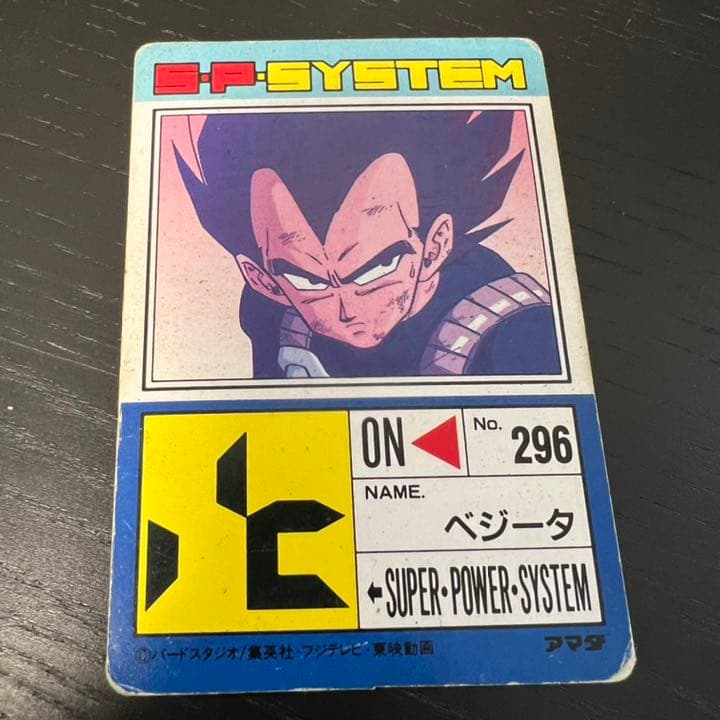 S·P·SYSTEM
ON
No. 296
NAME.
ベジータ
←SUPER·POWER·SYSTEM
©バードスタジオ/集英社・フジテレビ・東映動画
アマダ